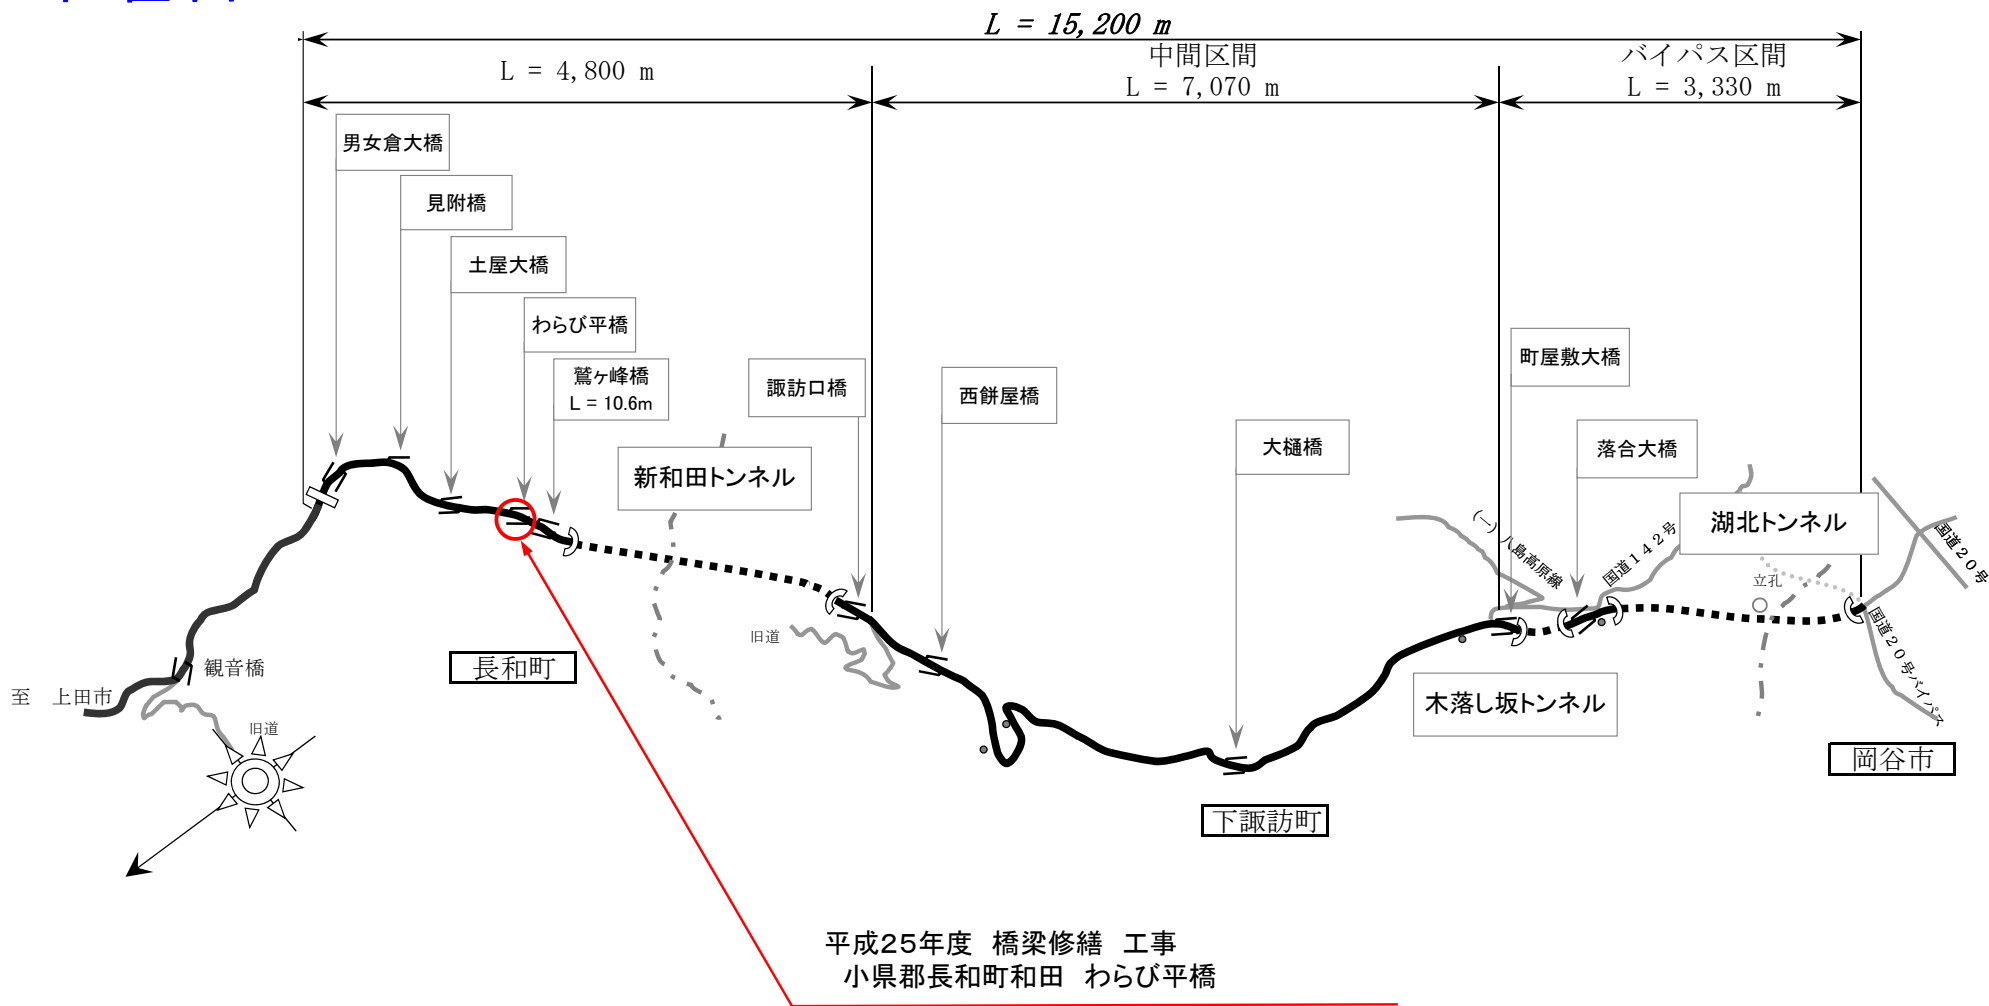 L = 15,200 m
L = 4,800 m
中間区間
L = 7,070 m
バイパス区間
L = 3,330 m
男女倉大橋
見附橋
土屋大橋
わらび平橋
鷲ヶ峰橋
L = 10.6m
新和田トンネル
諏訪口橋
西餅屋橋
大樋橋
町屋敷大橋
落合大橋
湖北トンネル
(一)八島高原線
国道142号
立孔
国道20号
国道20号バイパス
旧道
観音橋
至 上田市
旧道
長和町
木落し坂トンネル
岡谷市
下諏訪町
平成25年度 橋梁修繕 工事
小県郡長和町和田 わらび平橋